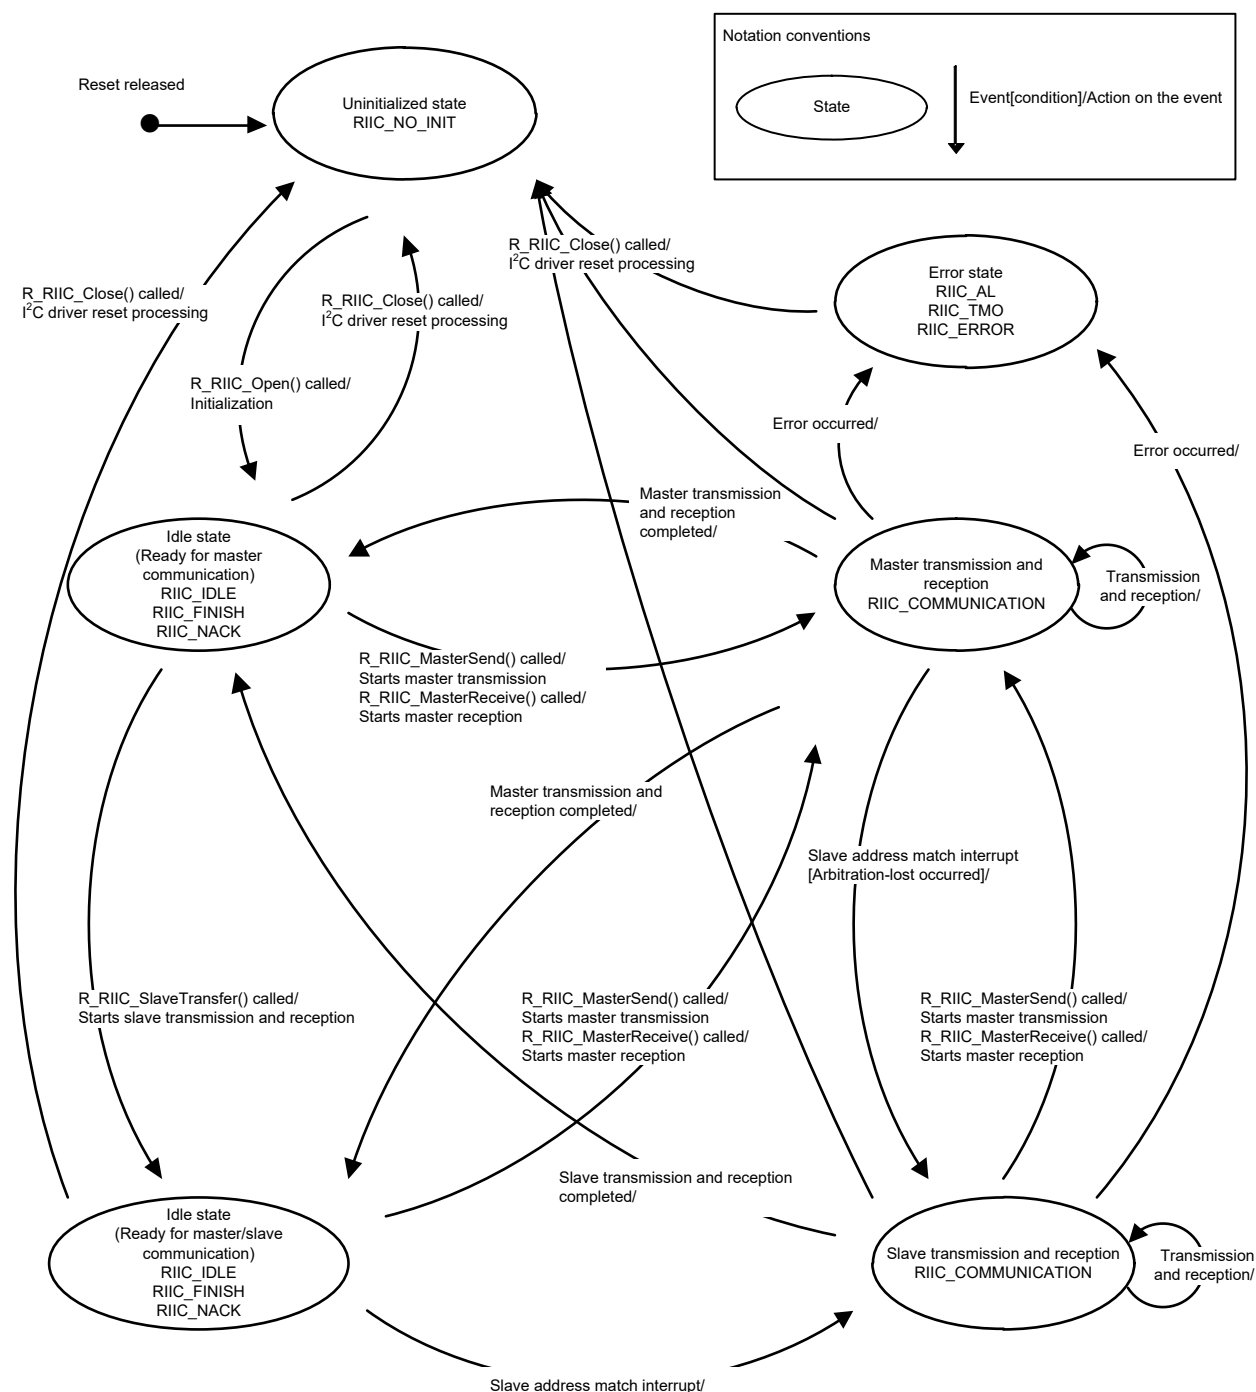 Notation conventions
State
Event[condition]/Action on the event
Reset released
Uninitialized state
RIIC_NO_INIT
R_RIIC_Close() called/
I²C driver reset processing
R_RIIC_Close() called/
I²C driver reset processing
R_RIIC_Close() called/
I²C driver reset processing
Error state
RIIC_AL
RIIC_TMO
RIIC_ERROR
R_RIIC_Open() called/
Initialization
Error occurred/
Error occurred/
Master transmission
and reception
completed/
Idle state
(Ready for master
communication)
RIIC_IDLE
RIIC_FINISH
RIIC_NACK
Master transmission and
reception
RIIC_COMMUNICATION
Transmission
and reception/
R_RIIC_MasterSend() called/
Starts master transmission
R_RIIC_MasterReceive() called/
Starts master reception
Master transmission and
reception completed/
Slave address match interrupt
[Arbitration-lost occurred]/
R_RIIC_SlaveTransfer() called/
Starts slave transmission and reception
R_RIIC_MasterSend() called/
Starts master transmission
R_RIIC_MasterReceive() called/
Starts master reception
R_RIIC_MasterSend() called/
Starts master transmission
R_RIIC_MasterReceive() called/
Starts master reception
Slave transmission and reception
completed/
Idle state
(Ready for master/slave
communication)
RIIC_IDLE
RIIC_FINISH
RIIC_NACK
Slave transmission and reception
RIIC_COMMUNICATION
Transmission
and reception/
Slave address match interrupt/